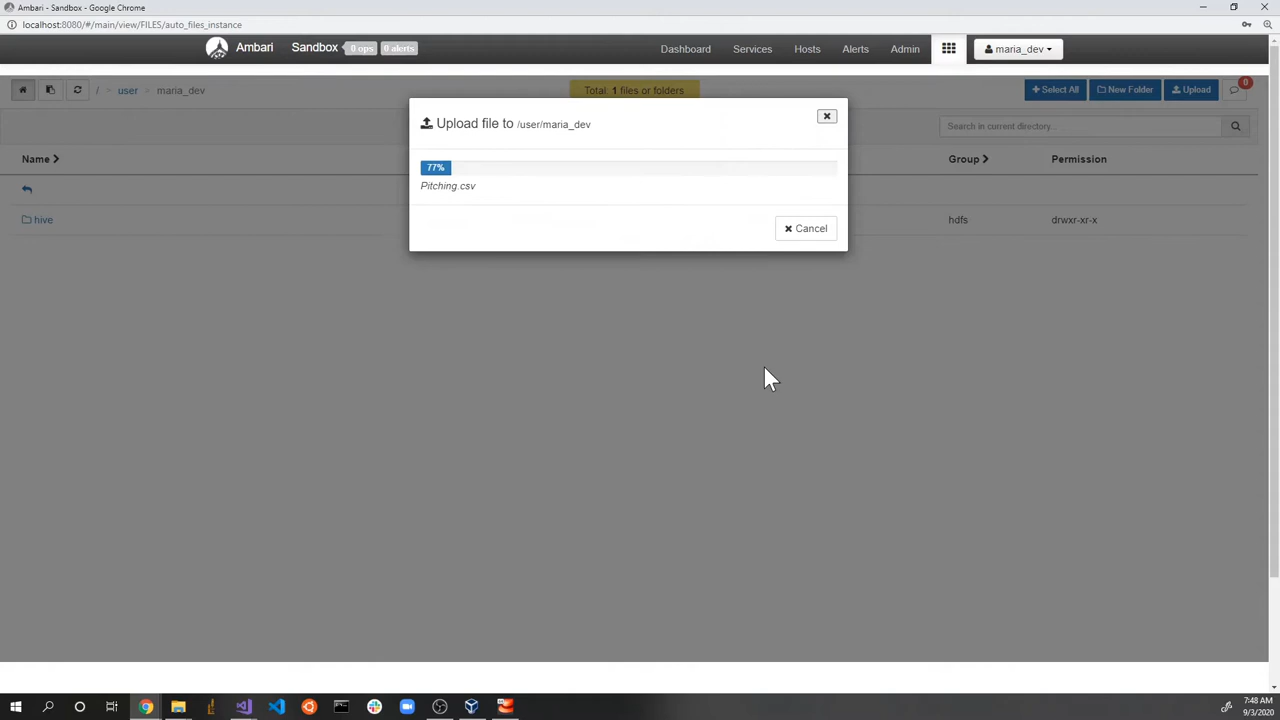 Ambari - Sandbox - Google Chrome
localhost:8080/#/main/view/FILES/auto_files_instance
Ambari Sandbox 0 ops 0 alerts Dashboard Services Hosts Alerts Admin maria_dev
/ > user > maria_dev Total: 1 files or folders Select All New Folder Upload 0
Upload file to /user/maria_dev
Search in current directory...
Name Group Permission
77%
Pitching.csv
hive hdfs drwxr-xr-x
Cancel
7:48 AM
9/3/2020